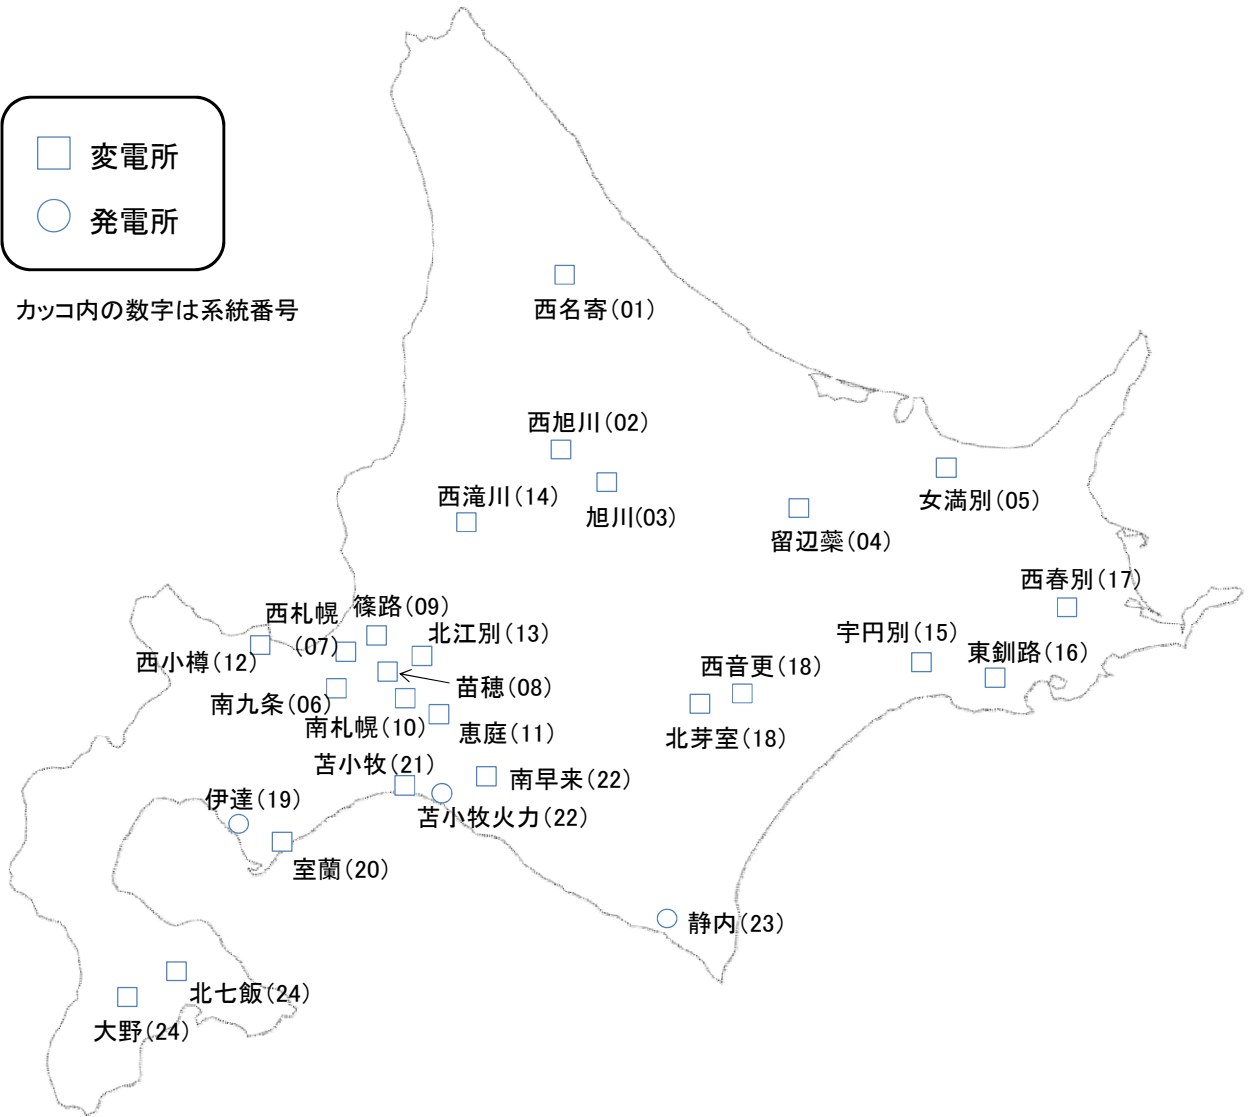 変電所
発電所
カッコ内の数字は系統番号
西名寄(01)
西旭川(02)
西滝川(14)
旭川(03)
女満別(05)
留辺蘂(04)
西春別(17)
西札幌
(07)
篠路(09)
北江別(13)
宇円別(15)
西小樽(12)
東釧路(16)
西音更(18)
苗穂(08)
南九条(06)
南札幌(10)
恵庭(11)
北芽室(18)
苫小牧(21)
南早来(22)
伊達(19)
苫小牧火力(22)
室蘭(20)
静内(23)
北七飯(24)
大野(24)